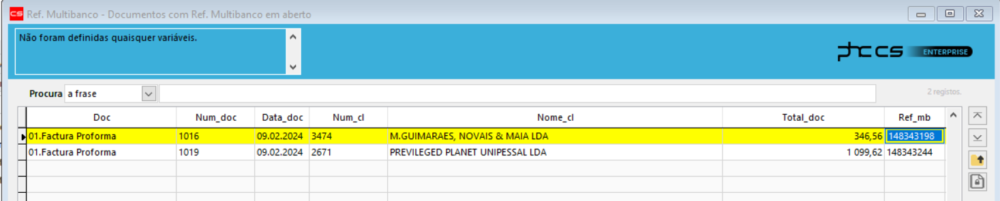 CS Ref. Multibanco - Documentos com Ref. Multibanco em aberto
Não foram definidas quaisquer variáveis.
phc cs ENTERPRISE
Procura a frase
2 registos.
Doc Num_doc Data_doc Num_cl Nome_cl Total_doc Ref_mb
01.Factura Proforma 1016 09.02.2024 3474 M.GUIMARAES, NOVAIS & MAIA LDA 346,56 148343198
01.Factura Proforma 1019 09.02.2024 2671 PREVILEGED PLANET UNIPESSAL LDA 1 099,62 148343244